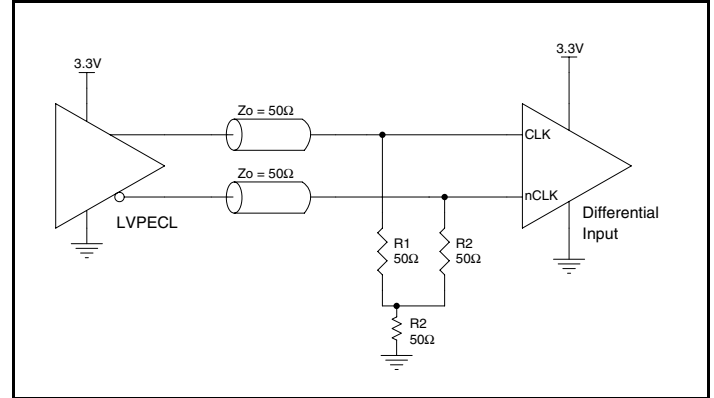 3.3V
3.3V
Zo = 50Ω
CLK
Zo = 50Ω
nCLK
LVPECL
Differential
Input
R1
50Ω
R2
50Ω
R2
50Ω